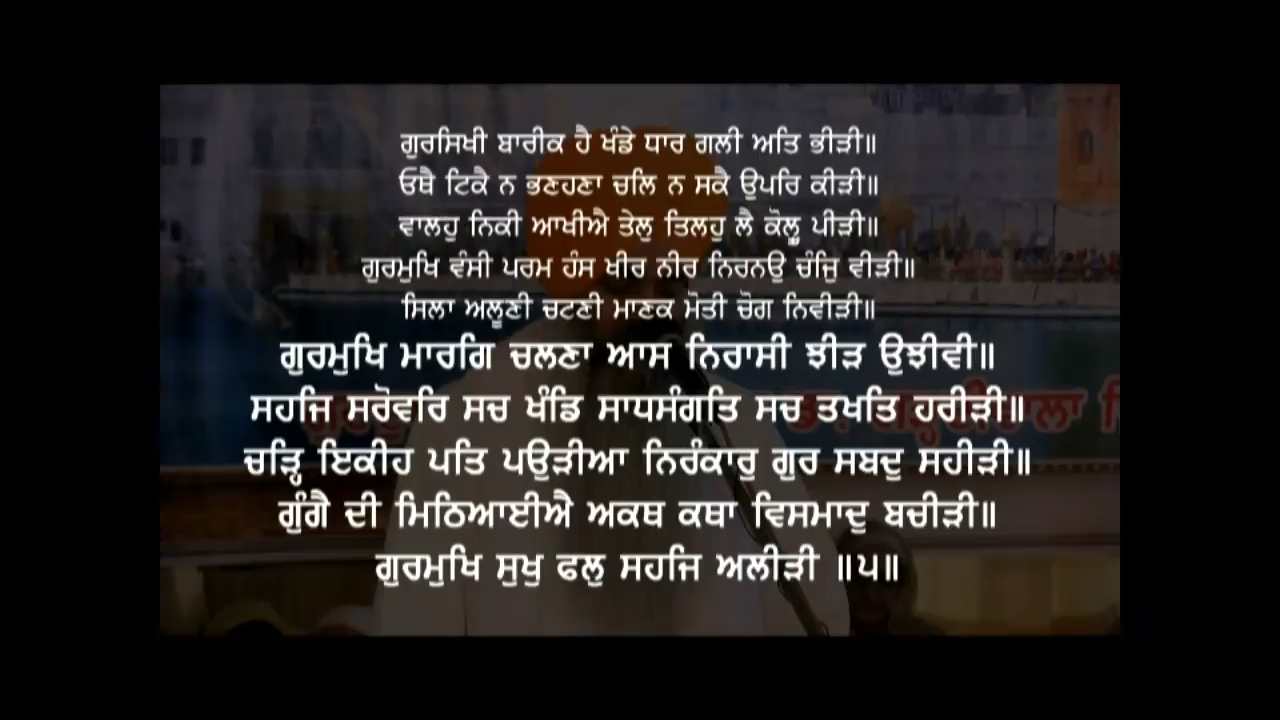 ਗੁਰਸਿਖੀ ਬਾਰੀਕ ਹੈ ਖੰਡੇ ਧਾਰ ਗਲੀ ਅਤਿ ਭੀੜੀ॥
ਓਥੈ ਟਿਕੈ ਨ ਭਣਹਣਾ ਚਲਿ ਨ ਸਕੈ ਉਪਰਿ ਕੀੜੀ॥
ਵਾਲਹੁ ਨਿਕੀ ਆਖੀਐ ਤੇਲੁ ਤਿਲਹੁ ਲੈ ਕੋਲ੍ਹੂ ਪੀੜੀ॥
ਗੁਰਮੁਖਿ ਵੰਸੀ ਪਰਮ ਹੰਸ ਖੀਰ ਨੀਰ ਨਿਰਨਉ ਚੰਜੁਿ ਵੀੜੀ॥
ਸਿਲਾ ਅਲੂਣੀ ਚਟਣੀ ਮਾਣਕ ਮੋਤੀ ਚੋਗ ਨਿਵੀੜੀ॥
ਗੁਰਮੁਖਿ ਮਾਰਗਿ ਚਲਣਾ ਆਸ ਨਿਰਾਸੀ ਝੀੜ ਉਝੀਵੀ॥
ਸਹਜਿ ਸਰੋਵਰਿ ਸਚ ਖੰਡਿ ਸਾਧਸੰਗਤਿ ਸਚ ਤਖਤਿ ਹਰੀੜੀ॥
ਚੜ੍ਹਿ ਇਕੀਹ ਪਤਿ ਪਉੜੀਆ ਨਿਰੰਕਾਰੁ ਗੁਰ ਸਬਦੁ ਸਹੀੜੀ॥
ਗੁੰਗੈ ਦੀ ਮਿਠਿਆਈਐ ਅਕਥ ਕਥਾ ਵਿਸਮਾਦੁ ਬਚੀੜੀ॥
ਗੁਰਮੁਖਿ ਸੁਖੁ ਫਲੁ ਸਹਜਿ ਅਲੀੜੀ ॥੫॥